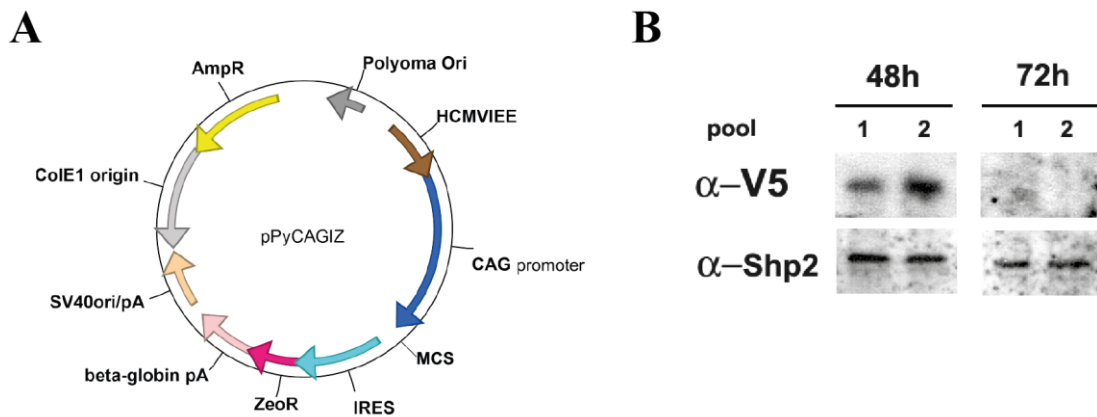 A
AmpR
Polyoma Ori
HCMVIEE
ColE1 origin
pPyCAGIZ
CAG promoter
SV40ori/pA
MCS
beta-globin pA
ZeoR
IRES
B
48h 72h
pool 1 2 1 2
α–V5
α–Shp2